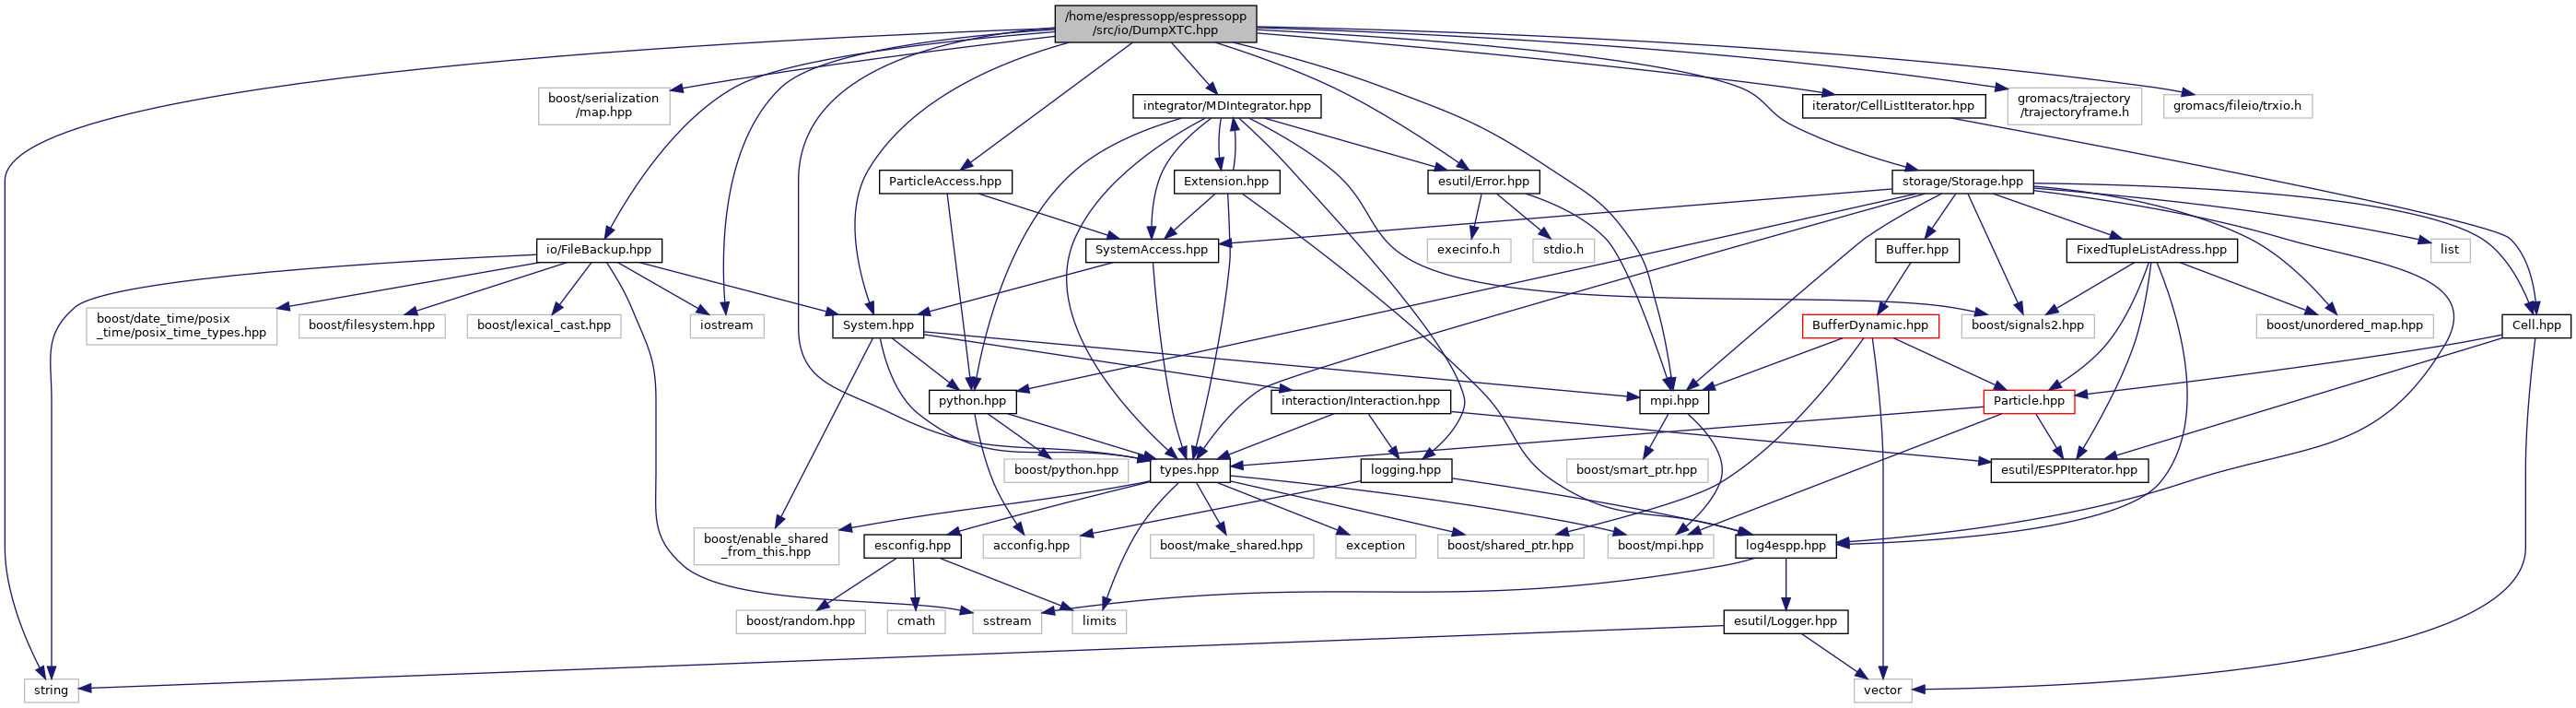 /home/espressopp/espressopp
/src/io/DumpXTC.hpp
boost/serialization
/map.hpp
integrator/MDIntegrator.hpp
iterator/CellListIterator.hpp
gromacs/trajectory
/trajectoryframe.h
gromacs/fileio/trxio.h
ParticleAccess.hpp
Extension.hpp
esutil/Error.hpp
storage/Storage.hpp
io/FileBackup.hpp
SystemAccess.hpp
execinfo.h
stdio.h
Buffer.hpp
FixedTupleListAdress.hpp
list
boost/date_time/posix
_time/posix_time_types.hpp
boost/filesystem.hpp
boost/lexical_cast.hpp
iostream
System.hpp
BufferDynamic.hpp
boost/signals2.hpp
boost/unordered_map.hpp
Cell.hpp
python.hpp
interaction/Interaction.hpp
mpi.hpp
Particle.hpp
boost/python.hpp
types.hpp
logging.hpp
boost/smart_ptr.hpp
esutil/ESPPIterator.hpp
boost/enable_shared
_from_this.hpp
esconfig.hpp
acconfig.hpp
boost/make_shared.hpp
exception
boost/shared_ptr.hpp
boost/mpi.hpp
log4espp.hpp
boost/random.hpp
cmath
sstream
limits
esutil/Logger.hpp
string
vector